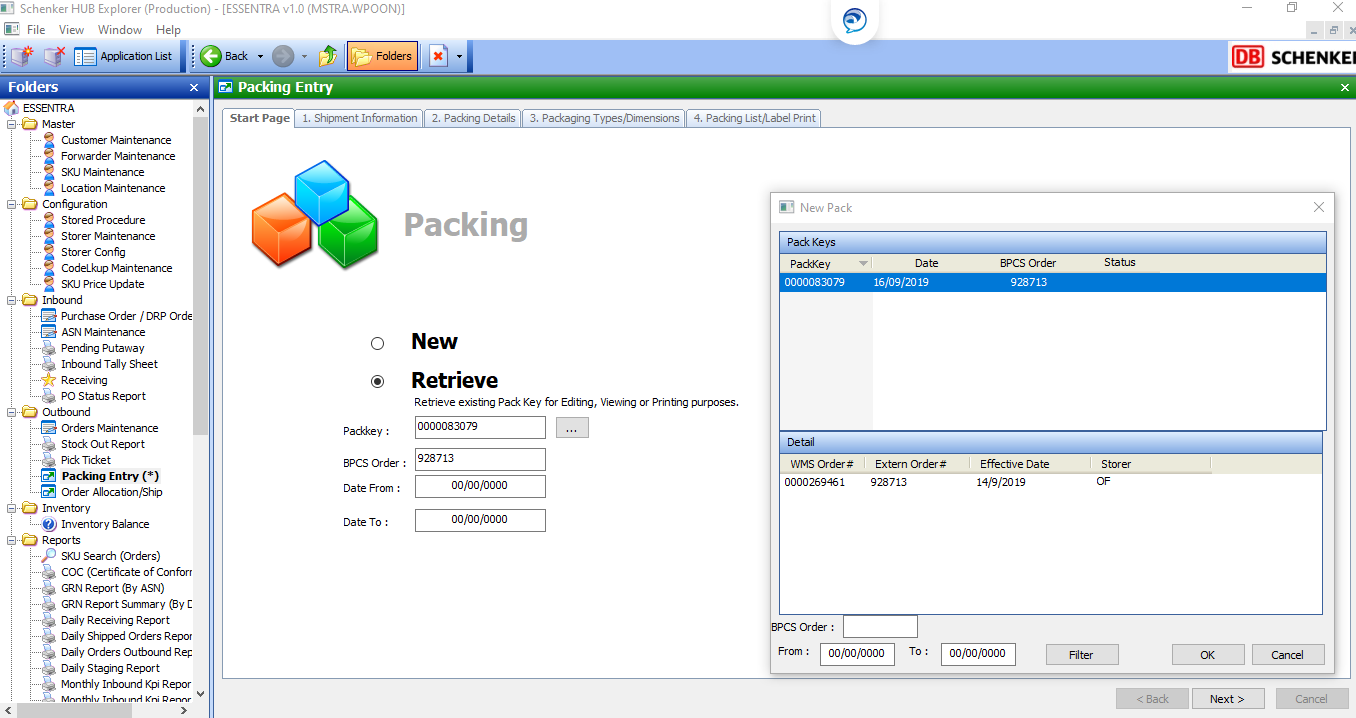 Schenker HUB Explorer (Production) - [ESSENTRA v1.0 (MSTRA.WPOON)]
File View Window Help
Application List Back Folders
DB SCHENKER
Folders
ESSENTRA
Master
Customer Maintenance
Forwarder Maintenance
SKU Maintenance
Location Maintenance
Configuration
Stored Procedure
Storer Maintenance
Storer Config
CodeLkup Maintenance
SKU Price Update
Inbound
Purchase Order / DRP Orde
ASN Maintenance
Pending Putaway
Inbound Tally Sheet
Receiving
PO Status Report
Outbound
Orders Maintenance
Stock Out Report
Pick Ticket
Packing Entry (*)
Order Allocation/Ship
Inventory
Inventory Balance
Reports
SKU Search (Orders)
COC (Certificate of Confor
GRN Report (By ASN)
GRN Report Summary (By D
Daily Receiving Report
Daily Shipped Orders Repor
Daily Orders Outbound Rep
Daily Staging Report
Monthly Inbound Kpi Repor
Monthly Inbound Kpi Repor
Packing Entry
Start Page 1. Shipment Information 2. Packing Details 3. Packaging Types/Dimensions 4. Packing List/Label Print
Packing
New
Retrieve
Retrieve existing Pack Key for Editing, Viewing or Printing purposes.
Packkey : 0000083079 ...
BPCS Order : 928713
Date From : 00/00/0000
Date To : 00/00/0000
New Pack
Pack Keys
PackKey Date BPCS Order Status
0000083079 16/09/2019 928713
Detail
WMS Order# Extern Order# Effective Date Storer
0000269461 928713 14/9/2019 OF
BPCS Order :
From : 00/00/0000 To : 00/00/0000 Filter OK Cancel
< Back Next > Cancel